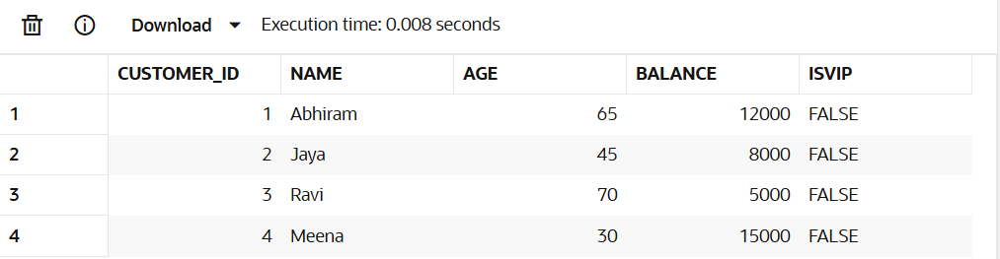 Download Execution time: 0.008 seconds
CUSTOMER_ID NAME AGE BALANCE ISVIP
1 1 Abhiram 65 12000 FALSE
2 2 Jaya 45 8000 FALSE
3 3 Ravi 70 5000 FALSE
4 4 Meena 30 15000 FALSE